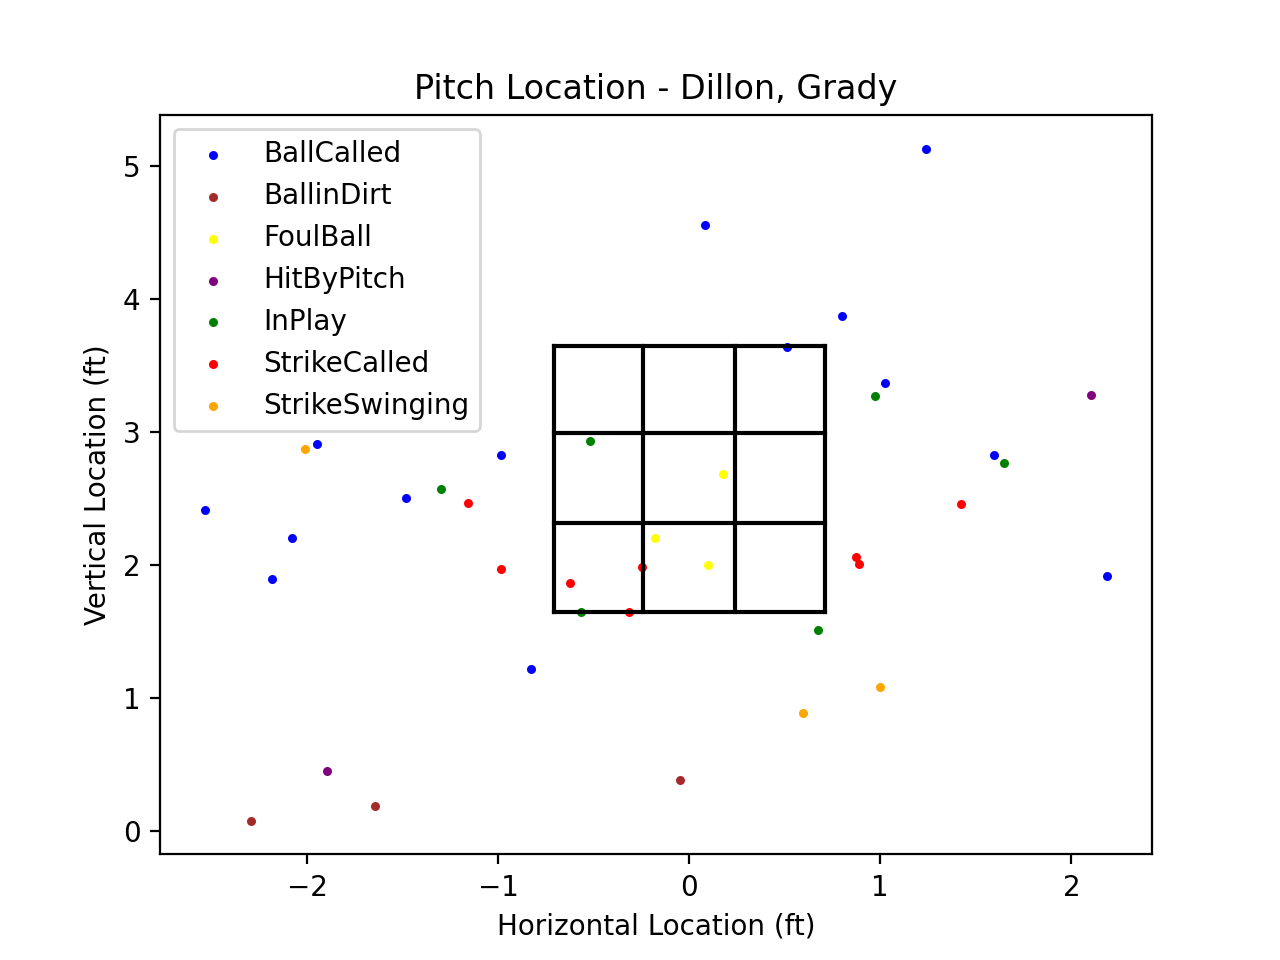 Pitch Location - Dillon, Grady
BallCalled
BallinDirt
FoulBall
HitByPitch
InPlay
StrikeCalled
StrikeSwinging
Vertical Location (ft)
5
4
3
2
1
0
−2 −1 0 1 2
Horizontal Location (ft)